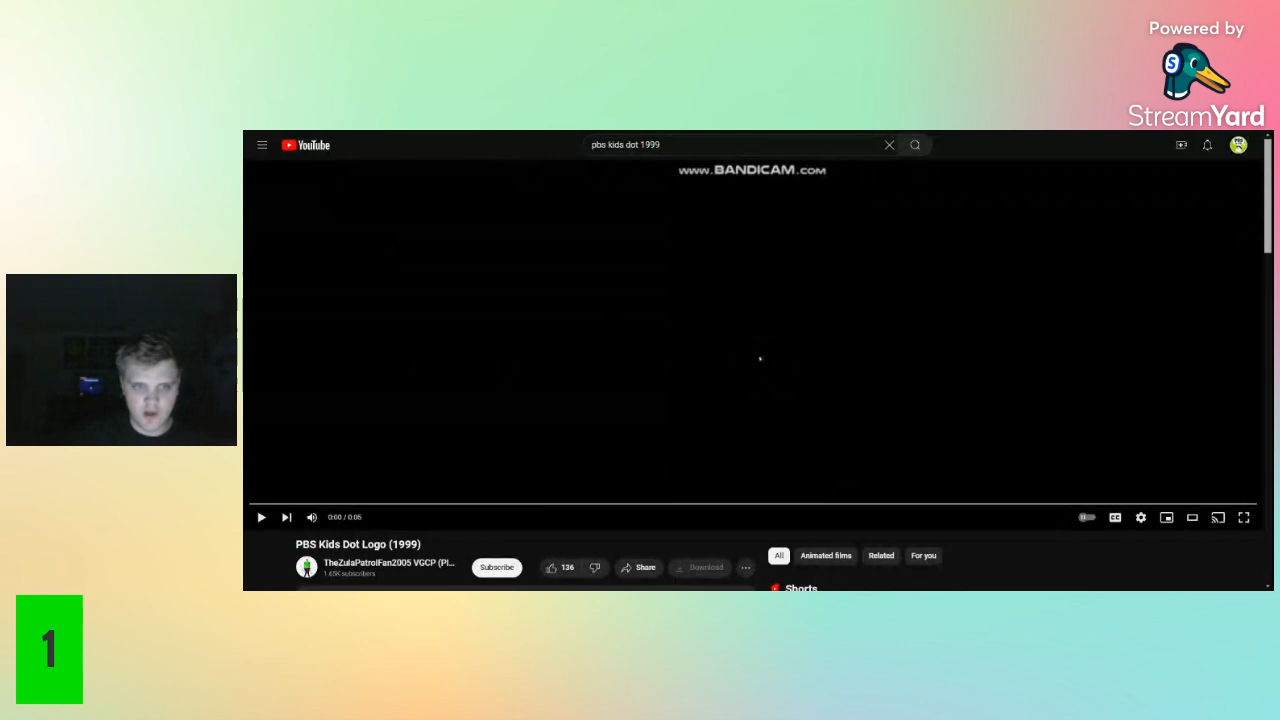 Powered by
StreamYard
YouTube
pbs kids dot 1999
www.BANDICAM.com
0:00 / 0:06
CC
PBS Kids Dot Logo (1999)
TheZulaPatrolFan2005 VGCP (Pl...
1.65K subscribers
Subscribe
136
Share
Download
All
Animated films
Related
For you
Shorts
1